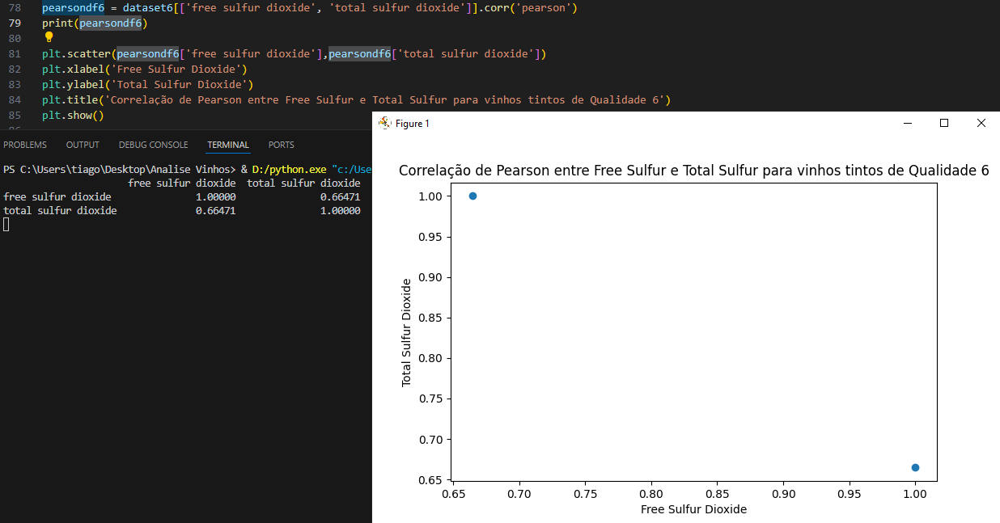 78 pearsondf6 = dataset6[['free sulfur dioxide', 'total sulfur dioxide']].corr('pearson')
79 print(pearsondf6)
80
81 plt.scatter(pearsondf6['free sulfur dioxide'],pearsondf6['total sulfur dioxide'])
82 plt.xlabel('Free Sulfur Dioxide')
83 plt.ylabel('Total Sulfur Dioxide')
84 plt.title('Correlação de Pearson entre Free Sulfur e Total Sulfur para vinhos tintos de Qualidade 6')
85 plt.show()
PROBLEMS OUTPUT DEBUG CONSOLE TERMINAL PORTS
PS C:\Users\tiago\Desktop\Analise Vinhos> & D:/python.exe "c:/Use
free sulfur dioxide total sulfur dioxide
free sulfur dioxide 1.00000 0.66471
total sulfur dioxide 0.66471 1.00000
Figure 1
Correlação de Pearson entre Free Sulfur e Total Sulfur para vinhos tintos de Qualidade 6
1.00
0.95
0.90
0.85
0.80
0.75
0.70
0.65
Total Sulfur Dioxide
0.65 0.70 0.75 0.80 0.85 0.90 0.95 1.00
Free Sulfur Dioxide